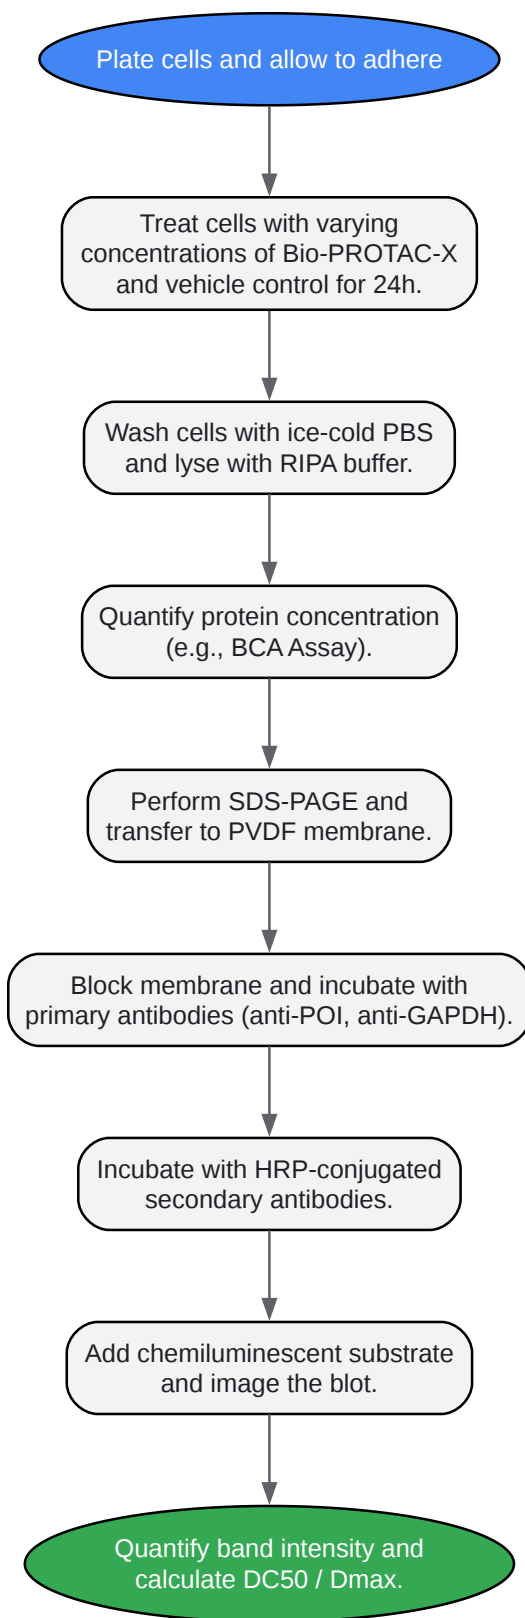 Plate cells and allow to adhere
Treat cells with varying
concentrations of Bio-PROTAC-X
and vehicle control for 24h.
Wash cells with ice-cold PBS
and lyse with RIPA buffer.
Quantify protein concentration
(e.g., BCA Assay).
Perform SDS-PAGE and
transfer to PVDF membrane.
Block membrane and incubate with
primary antibodies (anti-POI, anti-GAPDH).
Incubate with HRP-conjugated
secondary antibodies.
Add chemiluminescent substrate
and image the blot.
Quantify band intensity and
calculate DC50 / Dmax.